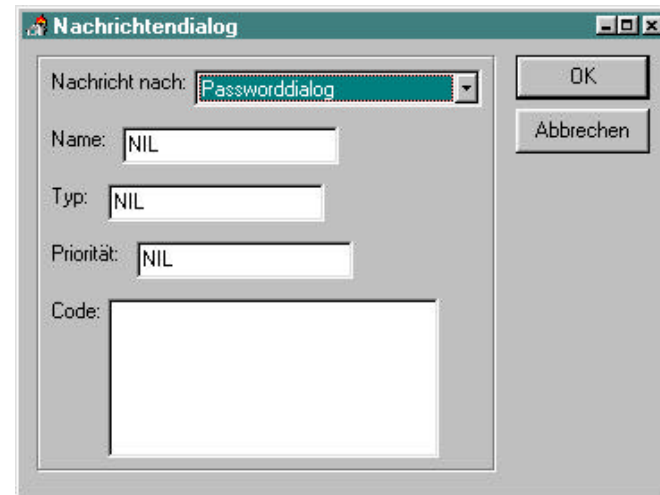 Nachrichtendialog
Nachricht nach: Passworddialog
OK
Name: NIL
Abbrechen
Typ: NIL
Priorität: NIL
Code: